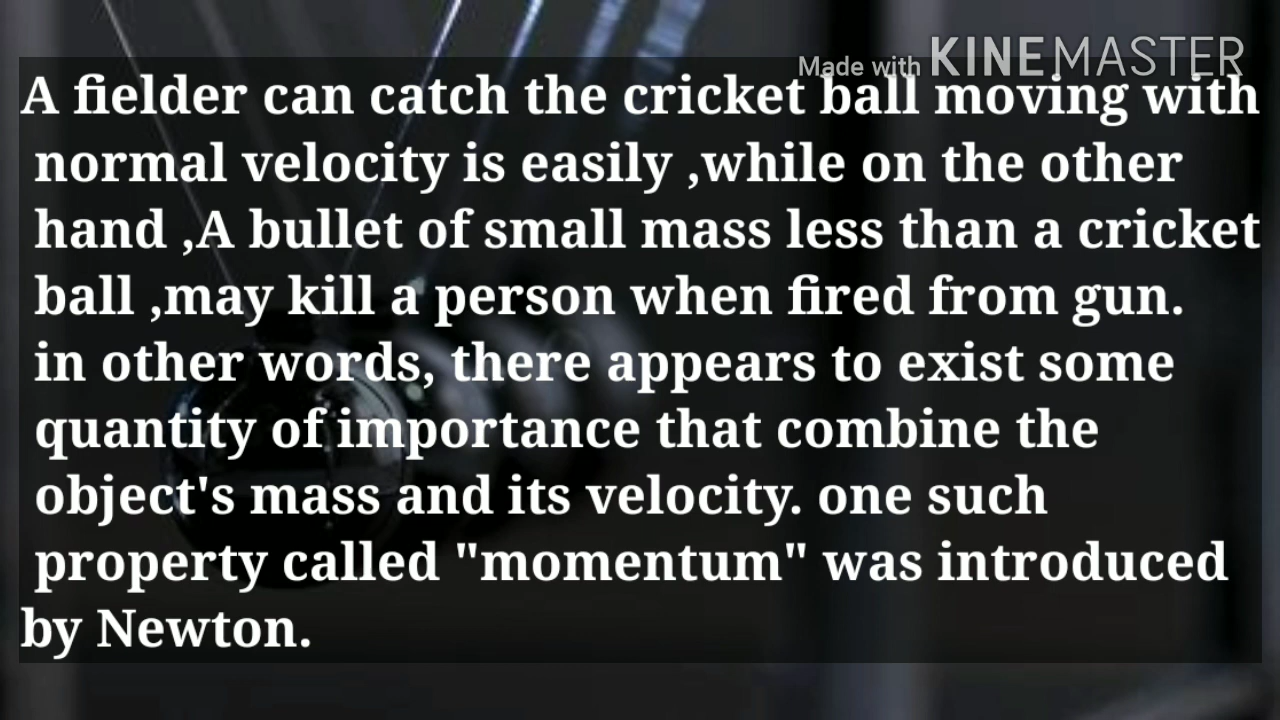 Made with KINEMASTER
A fielder can catch the cricket ball moving with
normal velocity is easily ,while on the other
hand ,A bullet of small mass less than a cricket
ball ,may kill a person when fired from gun.
in other words, there appears to exist some
quantity of importance that combine the
object's mass and its velocity. one such
property called "momentum" was introduced
by Newton.